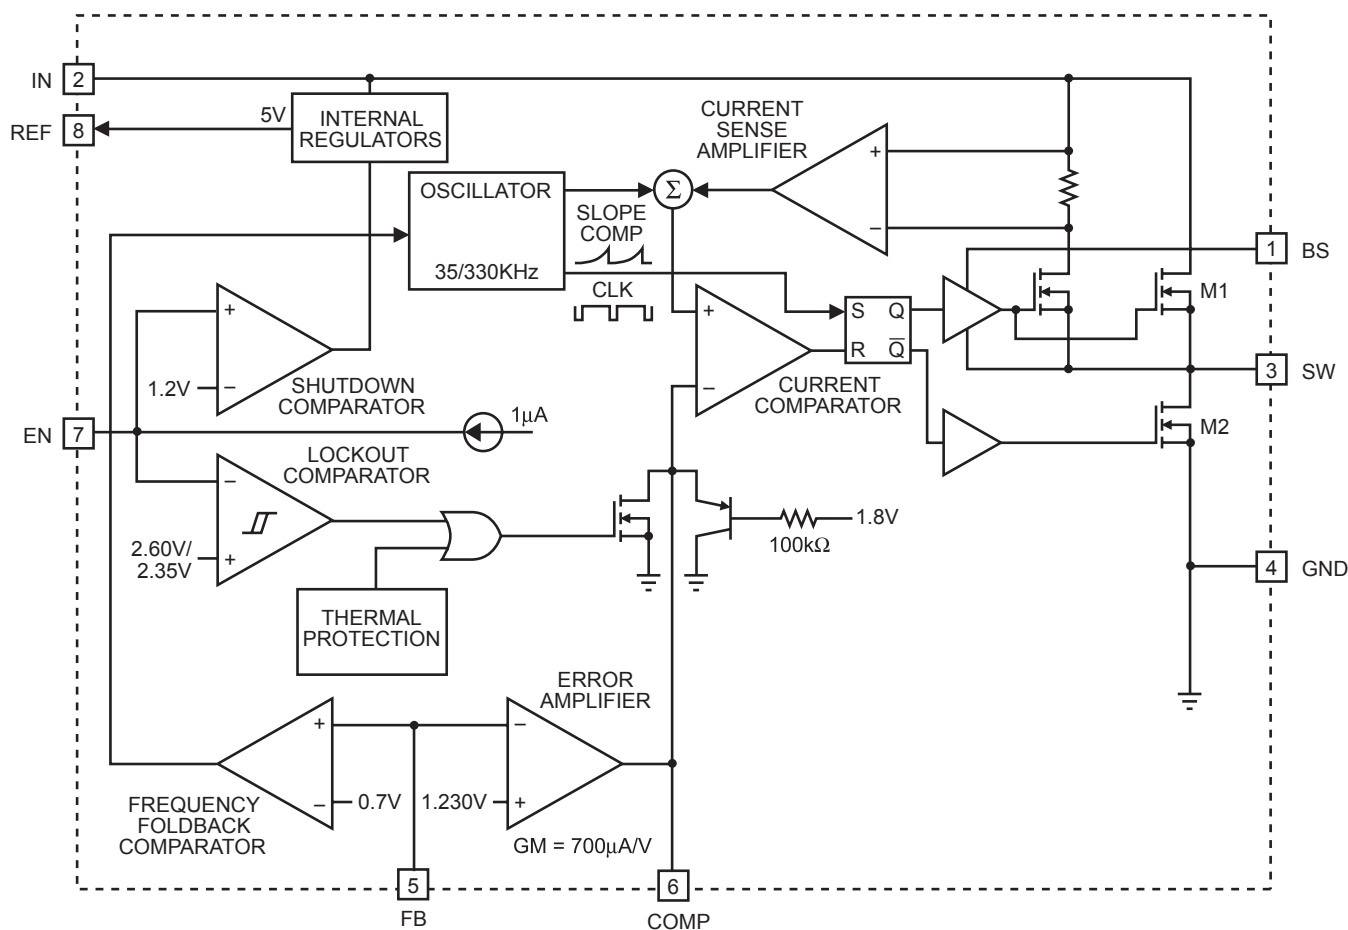 IN
2
REF
8
5V
INTERNAL
REGULATORS
CURRENT
SENSE
AMPLIFIER
+
–
OSCILLATOR
35/330KHz
Σ
SLOPE
COMP
CLK
1
BS
M1
+
–
1.2V
SHUTDOWN
COMPARATOR
+
–
S Q
R Q̅
CURRENT
COMPARATOR
3
SW
EN
7
1μA
M2
LOCKOUT
COMPARATOR
–
+
2.60V/
2.35V
1.8V
100kΩ
4
GND
THERMAL
PROTECTION
ERROR
AMPLIFIER
+
–
0.7V
FREQUENCY
FOLDBACK
COMPARATOR
–
+
1.230V
GM = 700μA/V
5
FB
6
COMP